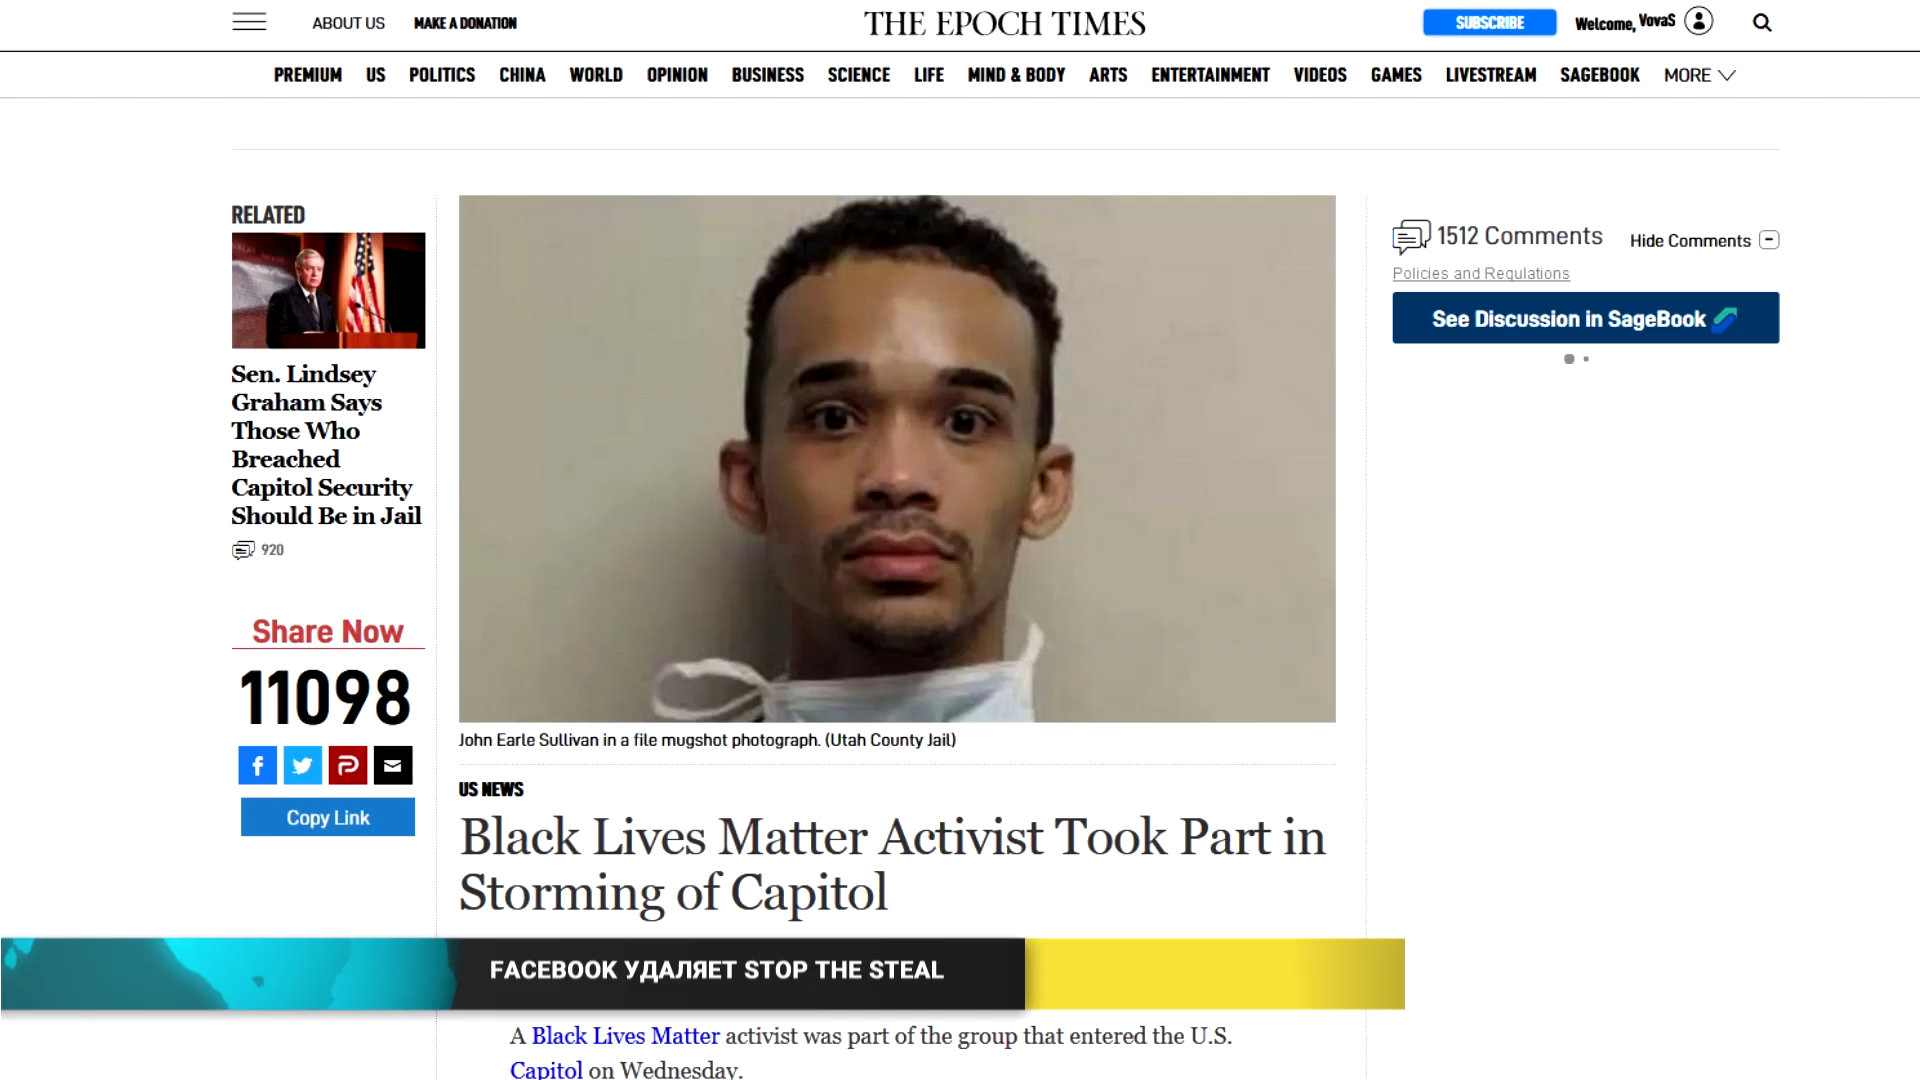 ABOUT US
MAKE A DONATION
THE EPOCH TIMES
SUBSCRIBE
Welcome, VovaS
PREMIUM US POLITICS CHINA WORLD OPINION BUSINESS SCIENCE LIFE MIND & BODY ARTS ENTERTAINMENT VIDEOS GAMES LIVESTREAM SAGEBOOK MORE
RELATED
Sen. Lindsey
Graham Says
Those Who
Breached
Capitol Security
Should Be in Jail
920
Share Now
11098
Copy Link
John Earle Sullivan in a file mugshot photograph. (Utah County Jail)
US NEWS
Black Lives Matter Activist Took Part in
Storming of Capitol
FACEBOOK УДАЛЯЕТ STOP THE STEAL
A Black Lives Matter activist was part of the group that entered the U.S.
Capitol on Wednesday.
1512 Comments
Hide Comments
Policies and Regulations
See Discussion in SageBook